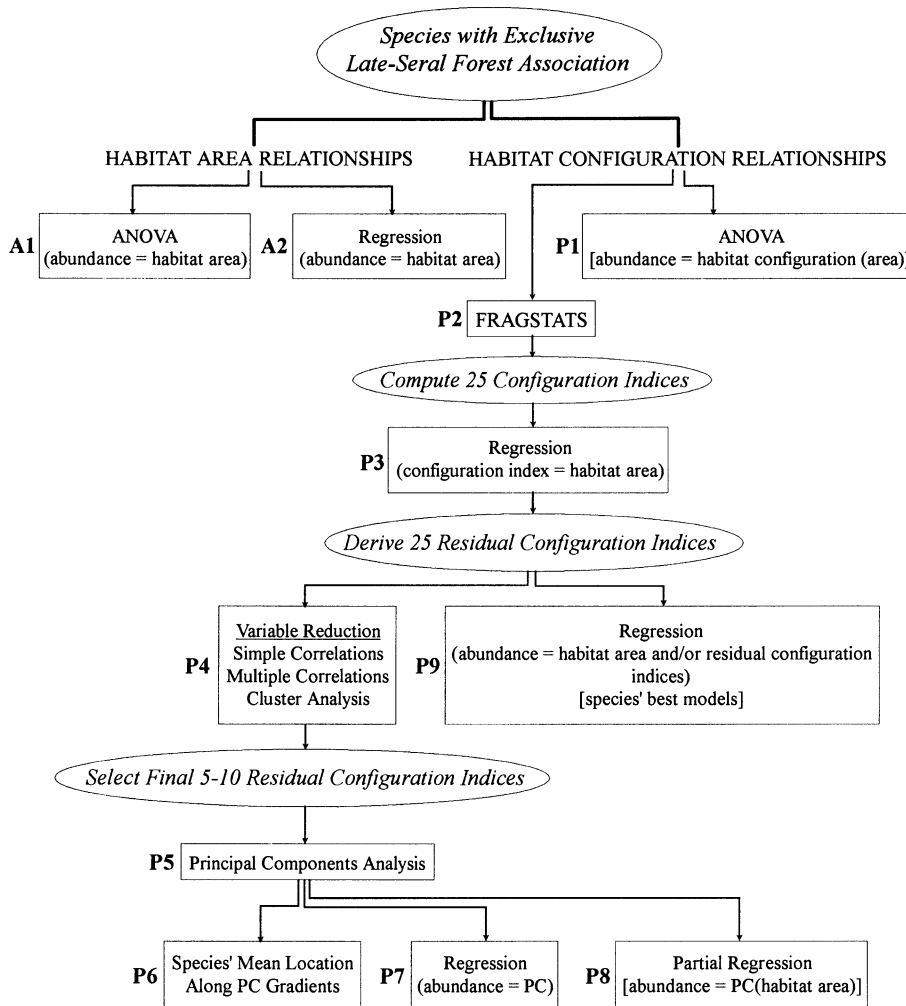 Species with Exclusive
Late-Seral Forest Association
HABITAT AREA RELATIONSHIPS
HABITAT CONFIGURATION RELATIONSHIPS
A1
ANOVA
(abundance = habitat area)
A2
Regression
(abundance = habitat area)
P1
ANOVA
[abundance = habitat configuration (area)]
P2
FRAGSTATS
Compute 25 Configuration Indices
P3
Regression
(configuration index = habitat area)
Derive 25 Residual Configuration Indices
P4
Variable Reduction
Simple Correlations
Multiple Correlations
Cluster Analysis
P9
Regression
(abundance = habitat area and/or residual configuration
indices)
[species' best models]
Select Final 5-10 Residual Configuration Indices
P5
Principal Components Analysis
P6
Species' Mean Location
Along PC Gradients
P7
Regression
(abundance = PC)
P8
Partial Regression
[abundance = PC(habitat area)]